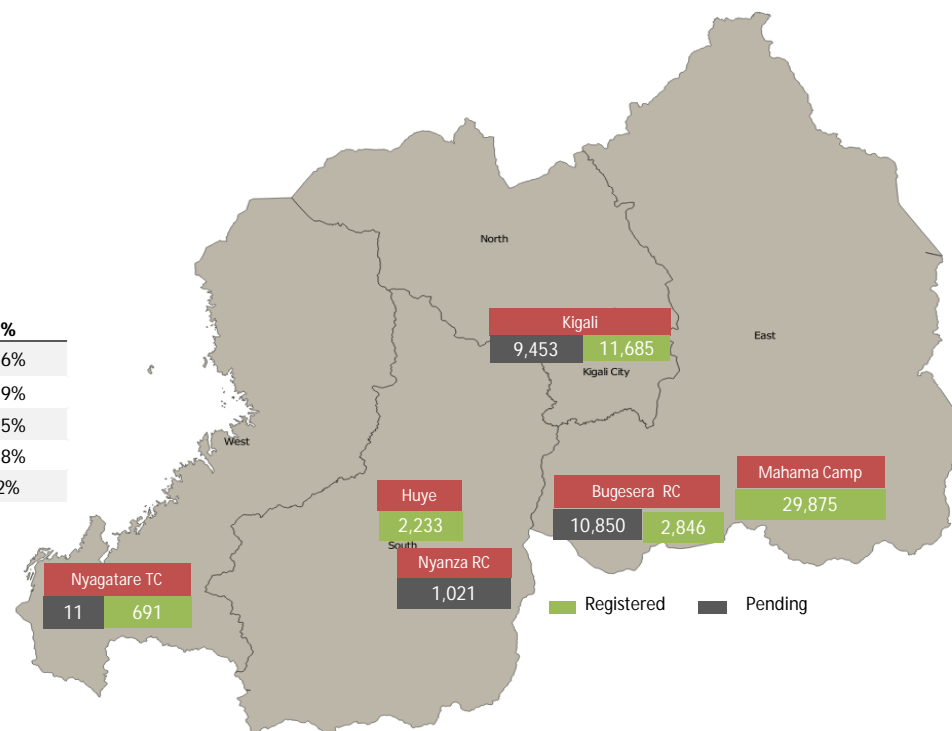 North
%
Kigali
East
9,453 11,685
6%
Kigali City
9%
5%
West
8%
Mahama Camp
Bugesera RC
Huye
2%
29,875
10,850 2,846
2,233
South
Nyanza RC
Nyagatare TC
1,021
Registered Pending
11 691